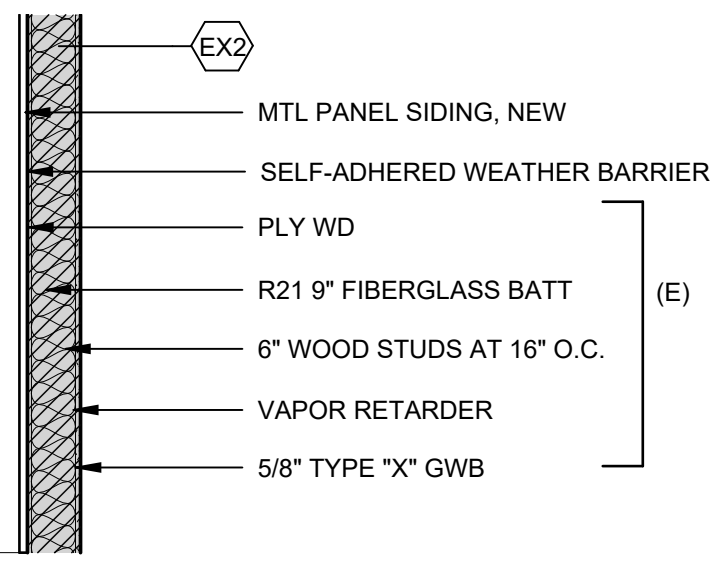 EX2
MTL PANEL SIDING, NEW
SELF-ADHERED WEATHER BARRIER
PLY WD
R21 9" FIBERGLASS BATT
(E)
6" WOOD STUDS AT 16" O.C.
VAPOR RETARDER
5/8" TYPE "X" GWB